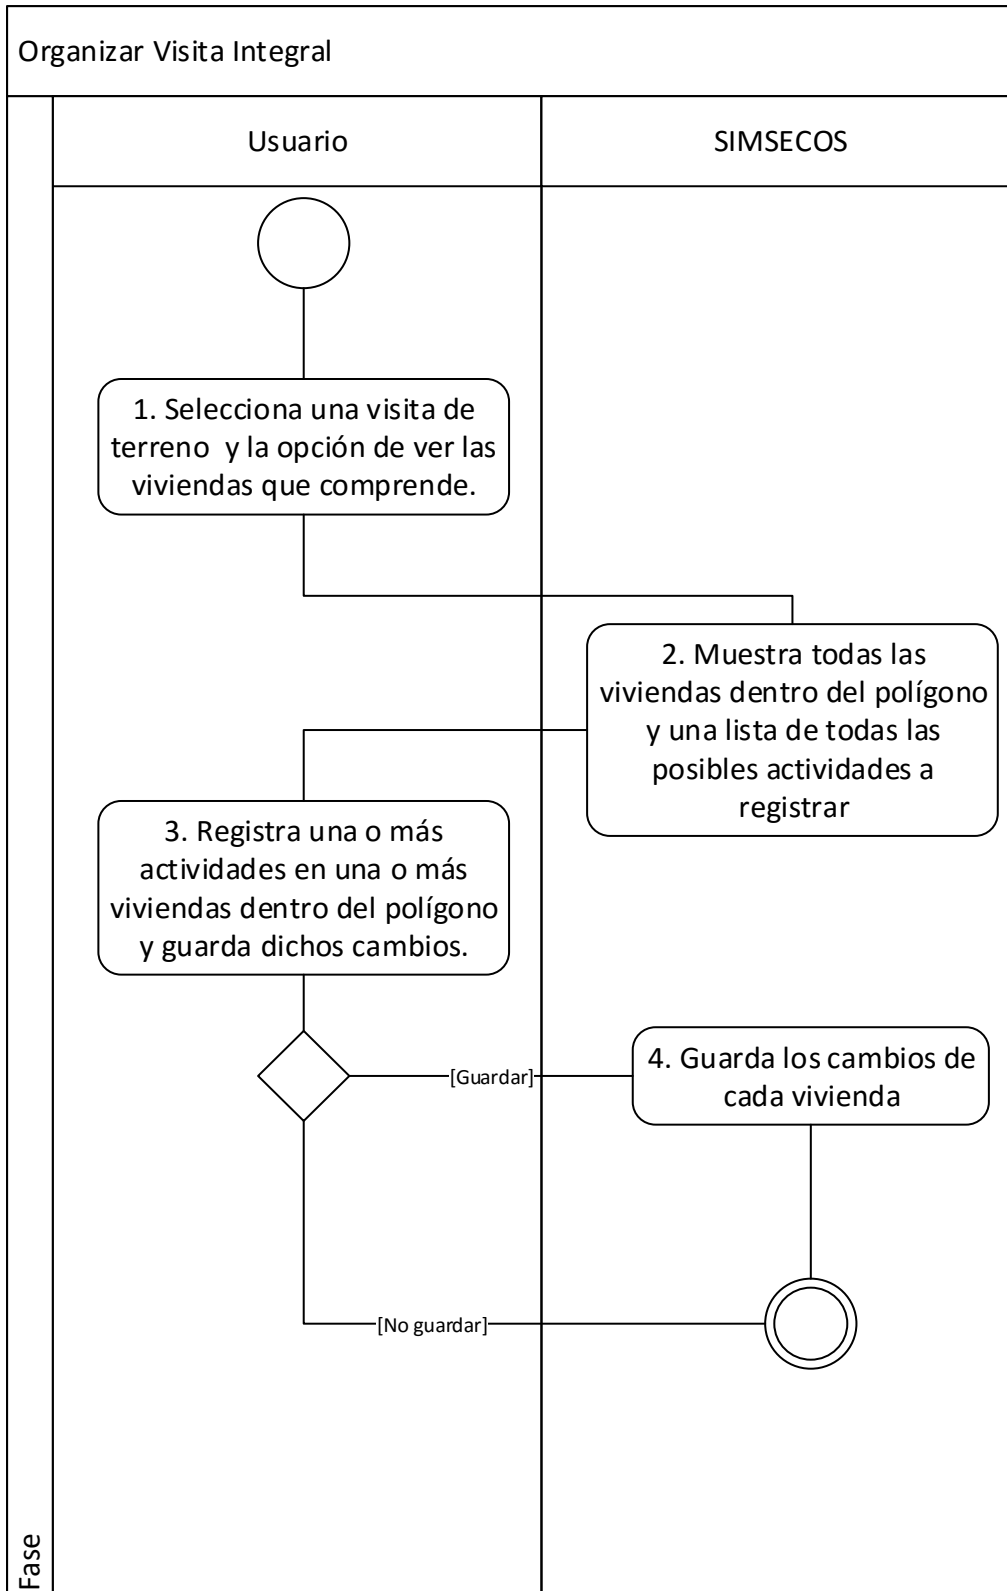 Organizar Visita Integral
Usuario
SIMSECOS
1. Selecciona una visita de
terreno y la opción de ver las
viviendas que comprende.
2. Muestra todas las
viviendas dentro del polígono
y una lista de todas las
posibles actividades a
registrar
3. Registra una o más
actividades en una o más
viviendas dentro del polígono
y guarda dichos cambios.
[Guardar]
4. Guarda los cambios de
cada vivienda
[No guardar]
Fase